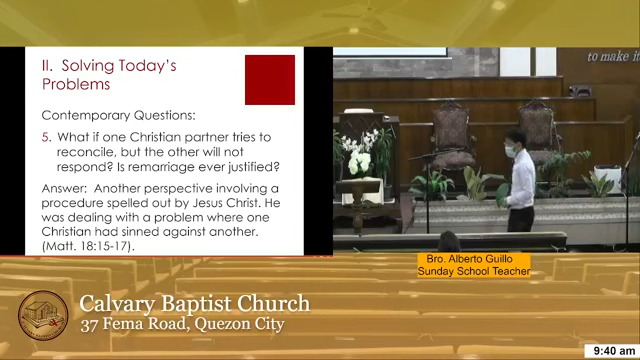 II. Solving Today's
Problems
Contemporary Questions:
5. What if one Christian partner tries to
reconcile, but the other will not
respond? Is remarriage ever justified?
Answer: Another perspective involving a
procedure spelled out by Jesus Christ. He
was dealing with a problem where one
Christian had sinned against another.
(Matt. 18:15-17).
to make it
Bro. Alberto Guillo
Sunday School Teacher
Calvary Baptist Church
37 Fema Road, Quezon City
9:40 am